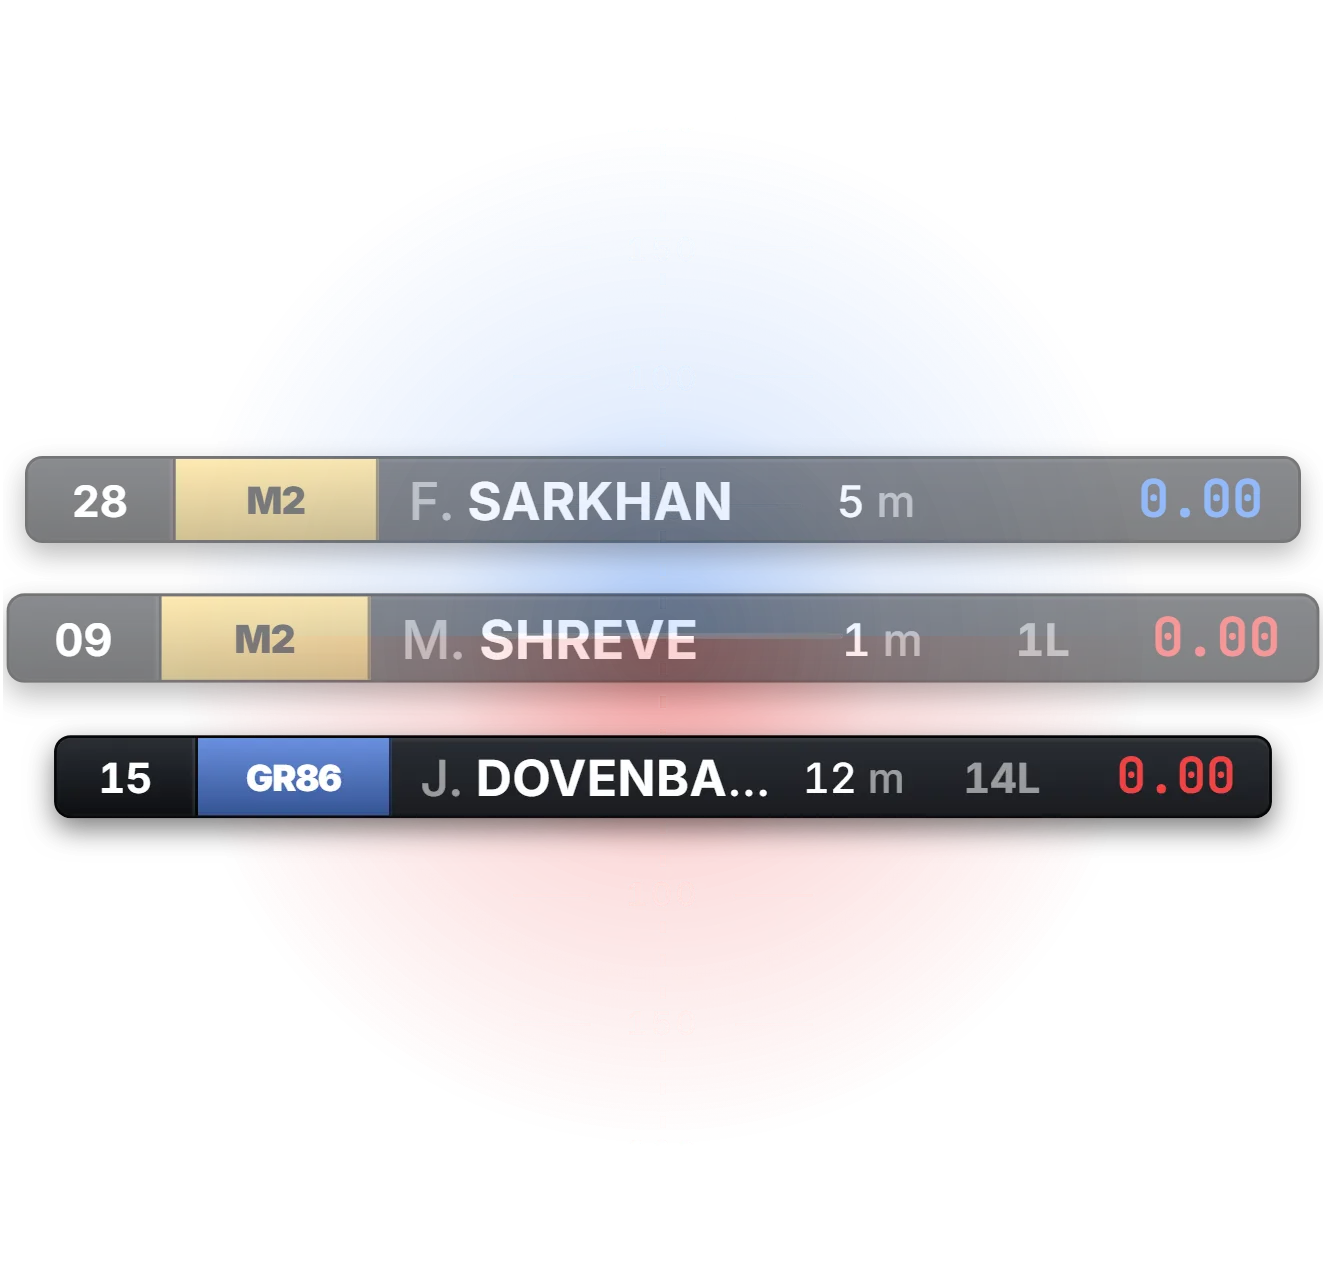 28 M2 F. SARKHAN 5 m 0.00
09 M2 M. SHREVE 1 m 1L 0.00
15 GR86 J. DOVENBA... 12 m 14L 0.00